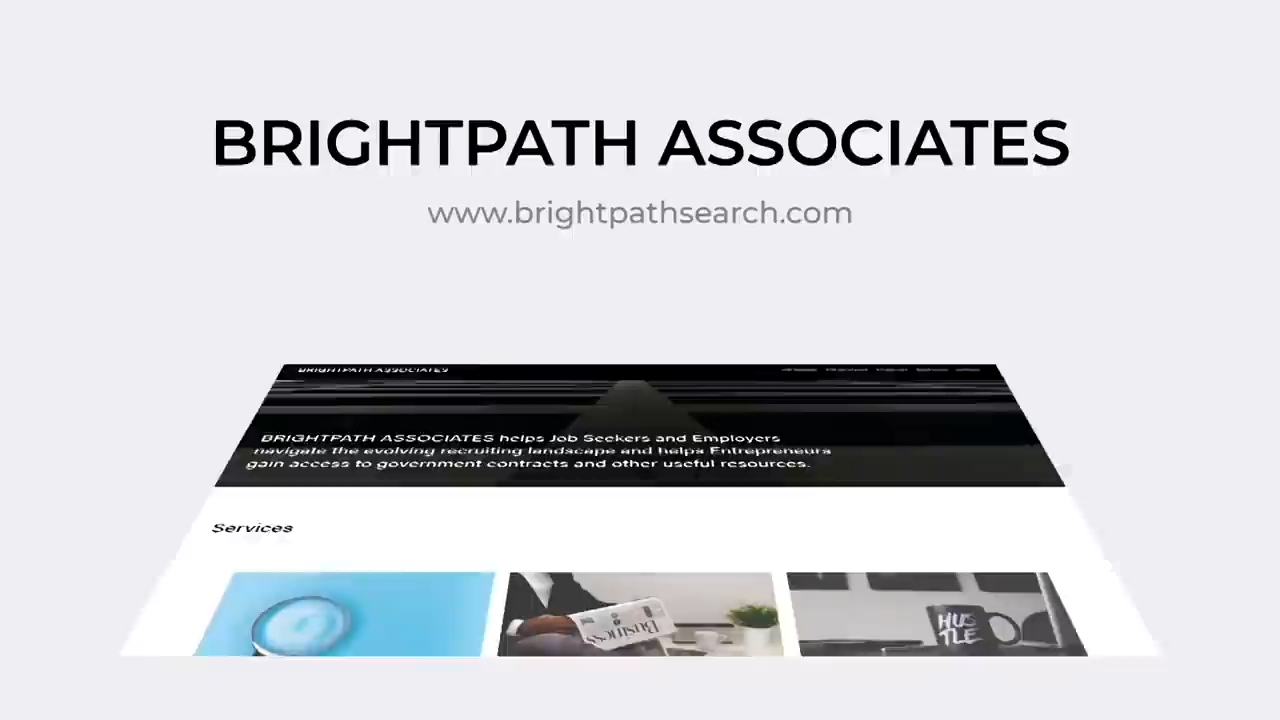 BRIGHTPATH ASSOCIATES
www.brightpathsearch.com
BRIGHTPATH ASSOCIATES
BRIGHTPATH ASSOCIATES helps Job Seekers and Employers
navigate the evolving recruiting landscape and helps Entrepreneurs
gain access to government contracts and other useful resources.
Services
Business
HUS
TLE